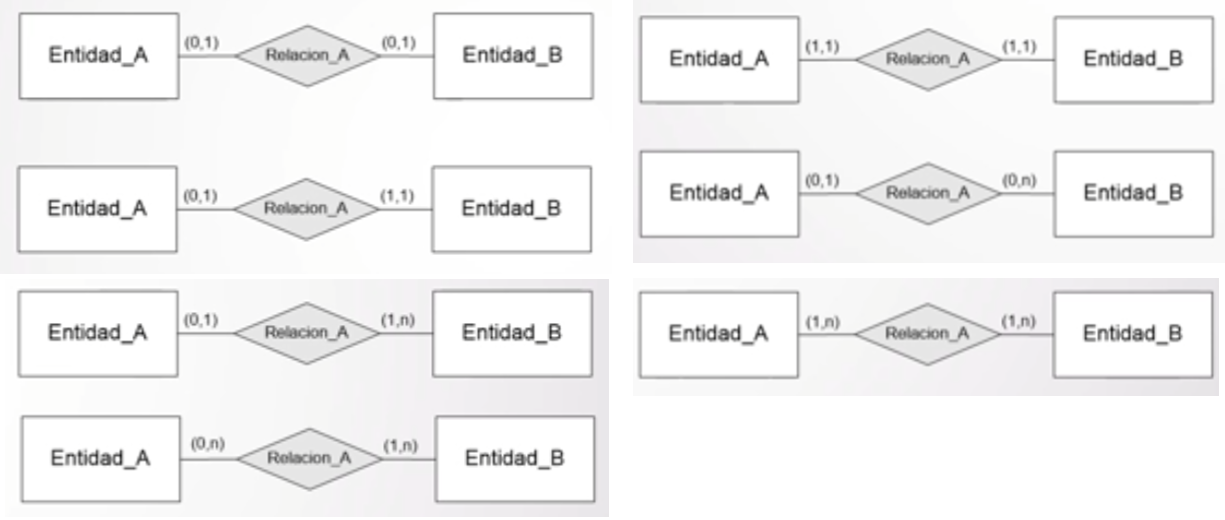 Entidad_A (0,1) Relacion_A (0,1) Entidad_B
Entidad_A (0,1) Relacion_A (1,1) Entidad_B
Entidad_A (1,1) Relacion_A (1,1) Entidad_B
Entidad_A (0,1) Relacion_A (0,n) Entidad_B
Entidad_A (0,1) Relacion_A (1,n) Entidad_B
Entidad_A (0,n) Relacion_A (1,n) Entidad_B
Entidad_A (1,n) Relacion_A (1,n) Entidad_B